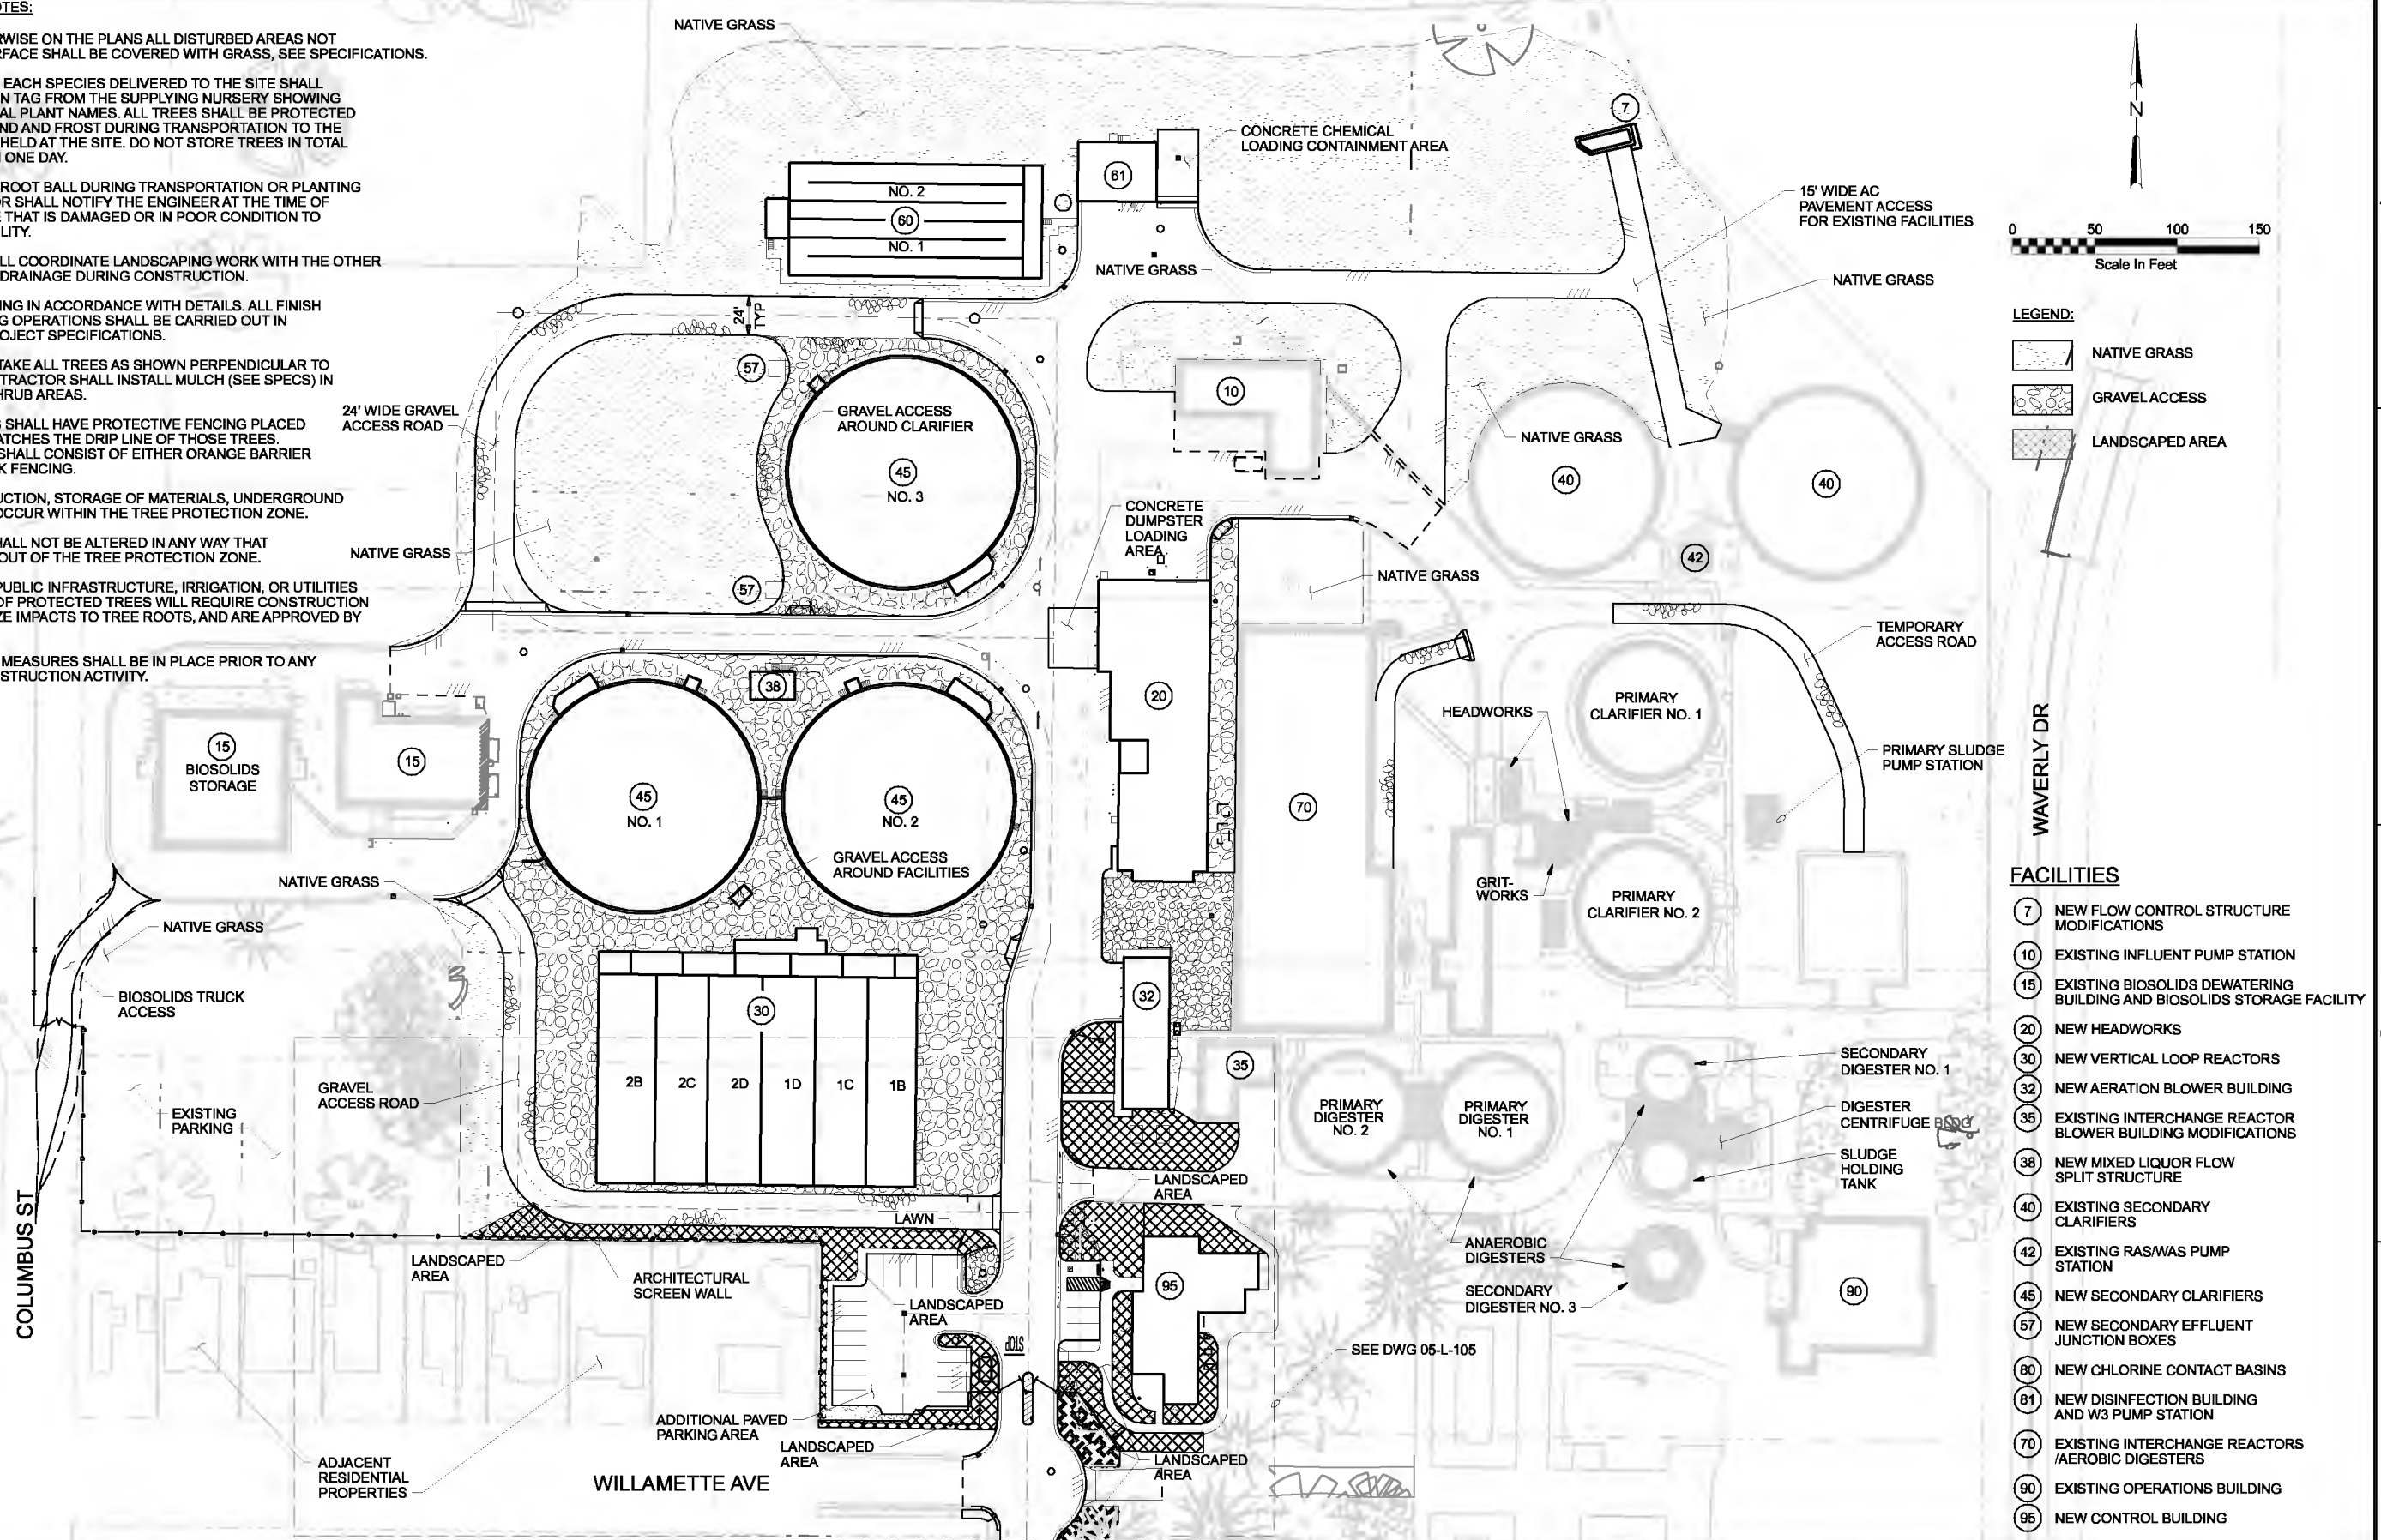 OTES:
RWISE ON THE PLANS ALL DISTURBED AREAS NOT
RFACE SHALL BE COVERED WITH GRASS, SEE SPECIFICATIONS.
EACH SPECIES DELIVERED TO THE SITE SHALL
N TAG FROM THE SUPPLYING NURSERY SHOWING
AL PLANT NAMES. ALL TREES SHALL BE PROTECTED
ND AND FROST DURING TRANSPORTATION TO THE
HELD AT THE SITE. DO NOT STORE TREES IN TOTAL
ONE DAY.
ROOT BALL DURING TRANSPORTATION OR PLANTING
OR SHALL NOTIFY THE ENGINEER AT THE TIME OF
THAT IS DAMAGED OR IN POOR CONDITION TO
LITY.
LL COORDINATE LANDSCAPING WORK WITH THE OTHER
DRAINAGE DURING CONSTRUCTION.
ING IN ACCORDANCE WITH DETAILS. ALL FINISH
G OPERATIONS SHALL BE CARRIED OUT IN
OJECT SPECIFICATIONS.
TAKE ALL TREES AS SHOWN PERPENDICULAR TO
TRACTOR SHALL INSTALL MULCH (SEE SPECS) IN
HRUB AREAS.
S SHALL HAVE PROTECTIVE FENCING PLACED
ATCHES THE DRIP LINE OF THOSE TREES.
SHALL CONSIST OF EITHER ORANGE BARRIER
K FENCING.
UCTION, STORAGE OF MATERIALS, UNDERGROUND
OCCUR WITHIN THE TREE PROTECTION ZONE.
HALL NOT BE ALTERED IN ANY WAY THAT
OUT OF THE TREE PROTECTION ZONE.
PUBLIC INFRASTRUCTURE, IRRIGATION, OR UTILITIES
OF PROTECTED TREES WILL REQUIRE CONSTRUCTION
ZE IMPACTS TO TREE ROOTS, AND ARE APPROVED BY
MEASURES SHALL BE IN PLACE PRIOR TO ANY
STRUCTION ACTIVITY.
NATIVE GRASS
NO. 2
60
NO. 1
61
CONCRETE CHEMICAL
LOADING CONTAINMENT AREA
7
15' WIDE AC
PAVEMENT ACCESS
FOR EXISTING FACILITIES
NATIVE GRASS
NATIVE GRASS
24'
TYP
57
24' WIDE GRAVEL
ACCESS ROAD
GRAVEL ACCESS
AROUND CLARIFIER
45
NO. 3
10
NATIVE GRASS
40
40
42
CONCRETE
DUMPSTER
LOADING
AREA
NATIVE GRASS
NATIVE GRASS
57
TEMPORARY
ACCESS ROAD
38
20
HEADWORKS
PRIMARY
CLARIFIER NO. 1
PRIMARY SLUDGE
PUMP STATION
WAVERLY DR
15
BIOSOLIDS
STORAGE
15
45
NO. 1
45
NO. 2
70
GRAVEL ACCESS
AROUND FACILITIES
GRIT-
WORKS
PRIMARY
CLARIFIER NO. 2
NATIVE GRASS
NATIVE GRASS
BIOSOLIDS TRUCK
ACCESS
30
32
35
2B
2C
2D
1D
1C
1B
GRAVEL
ACCESS ROAD
EXISTING
PARKING
PRIMARY
DIGESTER
NO. 2
PRIMARY
DIGESTER
NO. 1
SECONDARY
DIGESTER NO. 1
DIGESTER
CENTRIFUGE BLDG
SLUDGE
HOLDING
TANK
LANDSCAPED
AREA
LAWN
LANDSCAPED
AREA
ARCHITECTURAL
SCREEN WALL
LANDSCAPED
AREA
95
ANAEROBIC
DIGESTERS
SECONDARY
DIGESTER NO. 3
90
STOP
SEE DWG 05-L-105
COLUMBUS ST
ADDITIONAL PAVED
PARKING AREA
LANDSCAPED
AREA
LANDSCAPED
AREA
ADJACENT
RESIDENTIAL
PROPERTIES
WILLAMETTE AVE
N
0 50 100 150
Scale In Feet
LEGEND:
NATIVE GRASS
GRAVEL ACCESS
LANDSCAPED AREA
FACILITIES
7 NEW FLOW CONTROL STRUCTURE
MODIFICATIONS
10 EXISTING INFLUENT PUMP STATION
15 EXISTING BIOSOLIDS DEWATERING
BUILDING AND BIOSOLIDS STORAGE FACILITY
20 NEW HEADWORKS
30 NEW VERTICAL LOOP REACTORS
32 NEW AERATION BLOWER BUILDING
35 EXISTING INTERCHANGE REACTOR
BLOWER BUILDING MODIFICATIONS
38 NEW MIXED LIQUOR FLOW
SPLIT STRUCTURE
40 EXISTING SECONDARY
CLARIFIERS
42 EXISTING RAS/WAS PUMP
STATION
45 NEW SECONDARY CLARIFIERS
57 NEW SECONDARY EFFLUENT
JUNCTION BOXES
80 NEW CHLORINE CONTACT BASINS
81 NEW DISINFECTION BUILDING
AND W3 PUMP STATION
70 EXISTING INTERCHANGE REACTORS
/AEROBIC DIGESTERS
90 EXISTING OPERATIONS BUILDING
95 NEW CONTROL BUILDING